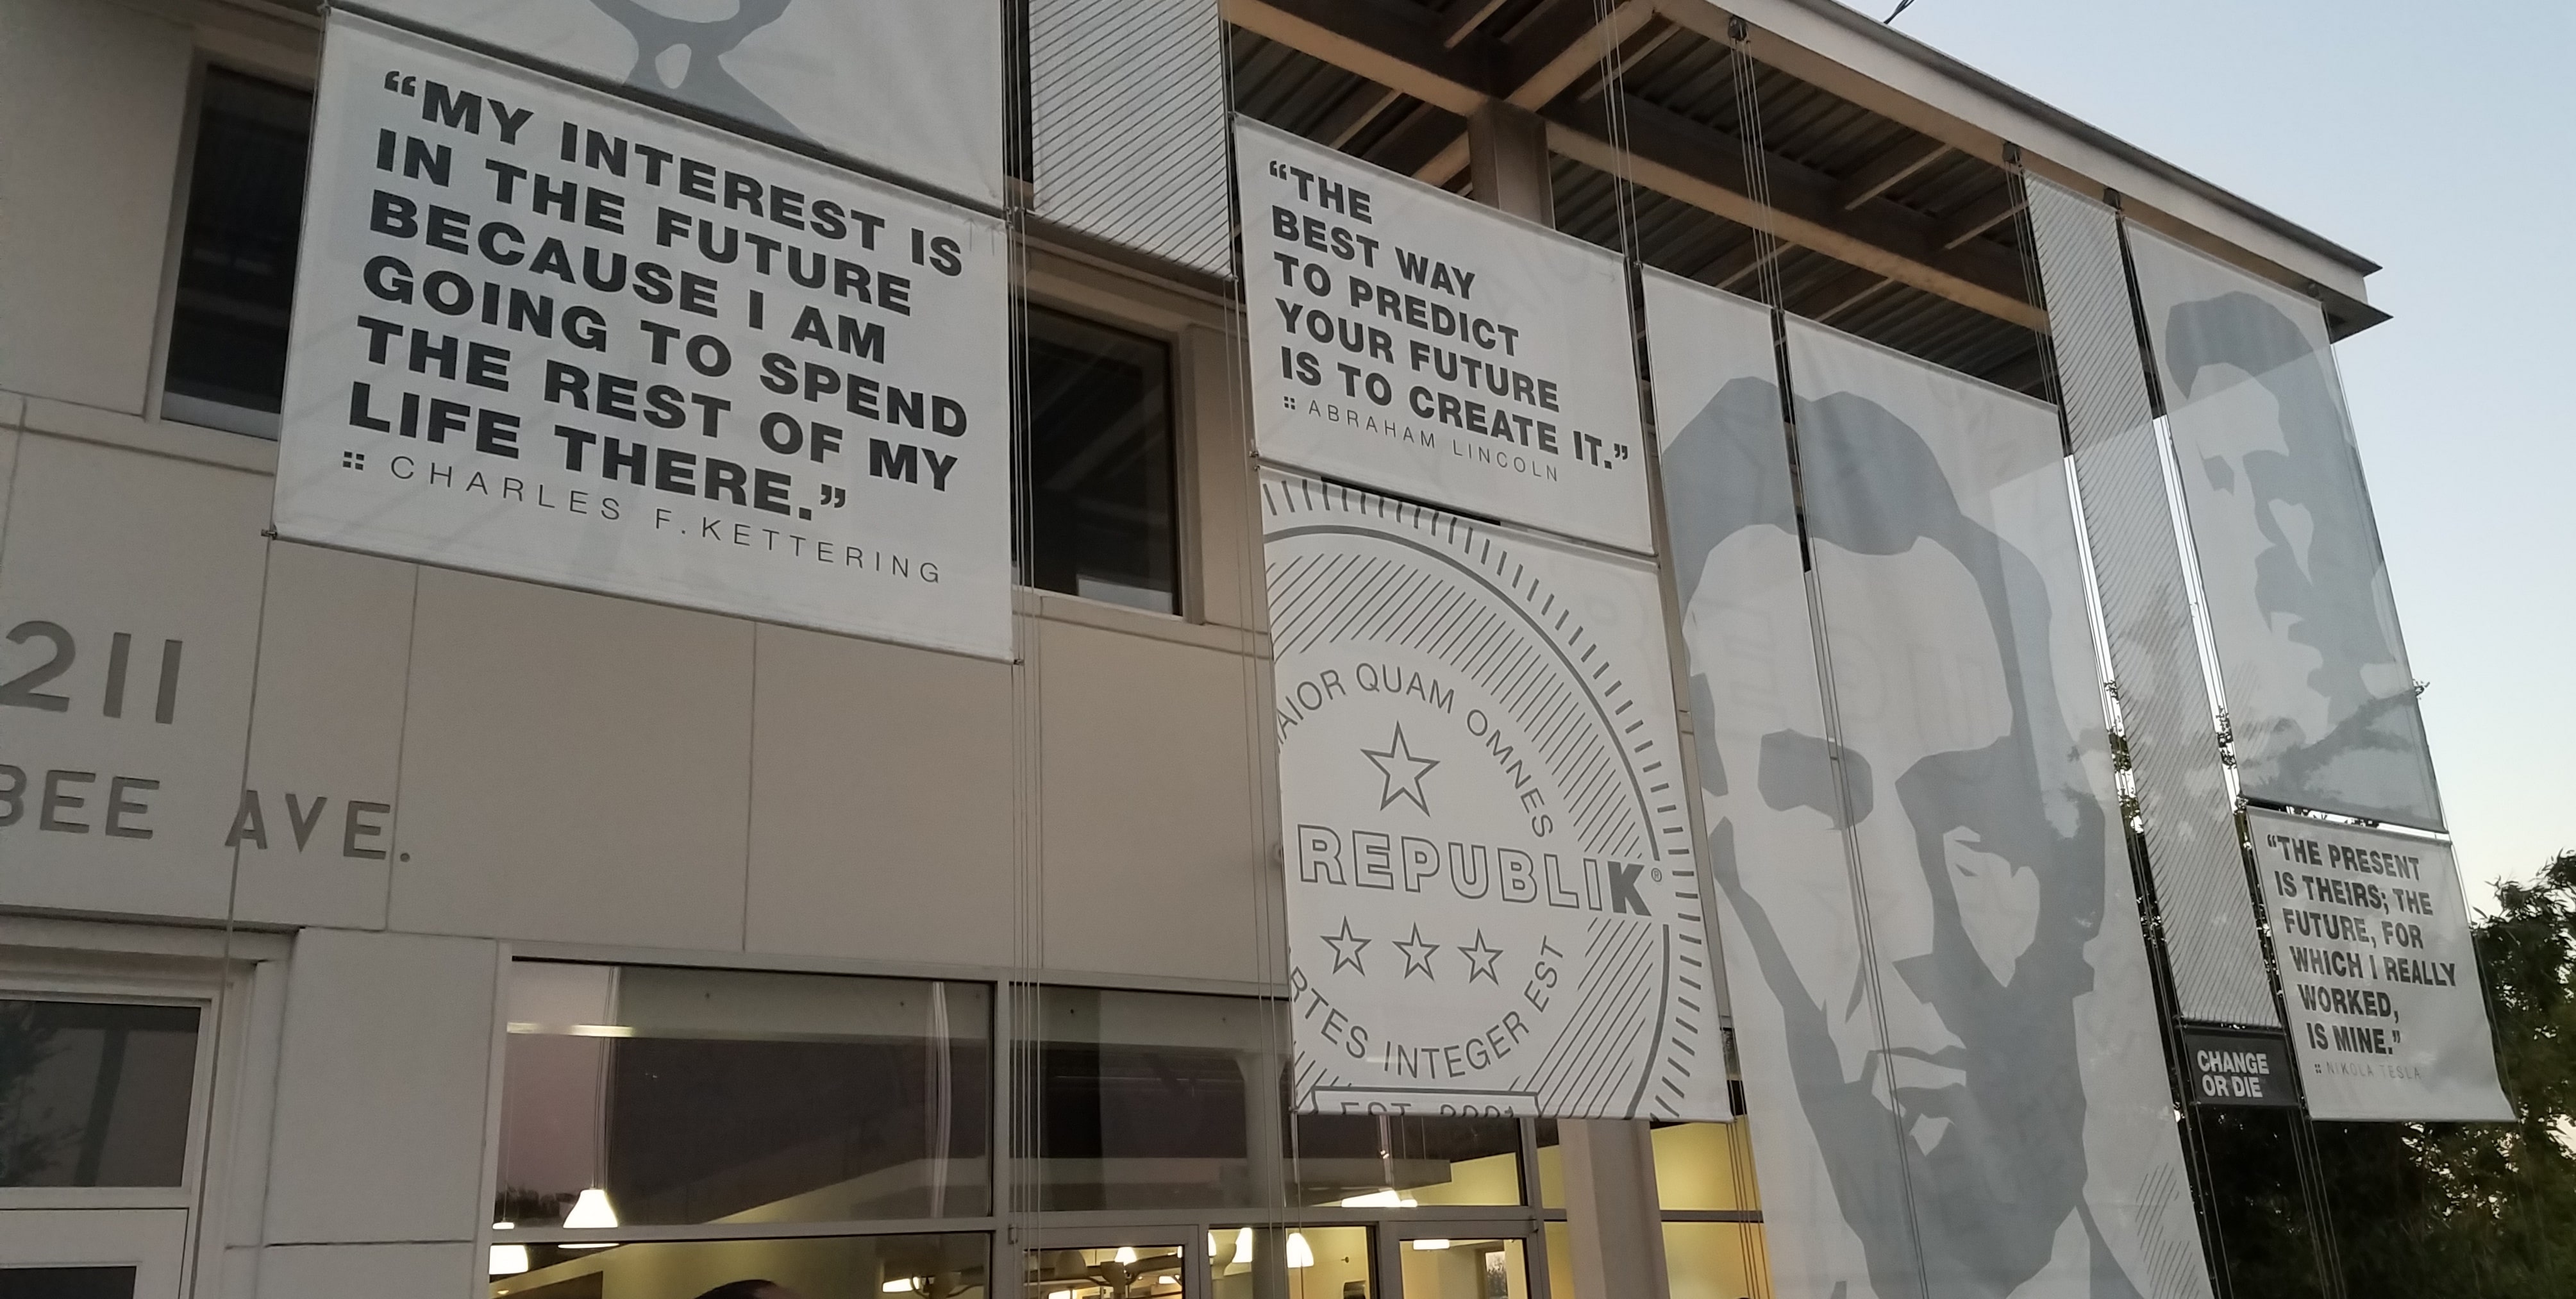 “MY INTEREST IS
IN THE FUTURE
BECAUSE I AM
GOING TO SPEND
THE REST OF MY
LIFE THERE.”
:: CHARLES F. KETTERING
211
BEE AVE.
“THE
BEST WAY
TO PREDICT
YOUR FUTURE
IS TO CREATE IT.”
:: ABRAHAM LINCOLN
QUAM OMNES
REPUBLIK®
INTEGER EST
EST.
CHANGE
OR DIE
“THE PRESENT
IS THEIRS; THE
FUTURE, FOR
WHICH I REALLY
WORKED,
IS MINE.”
:: NIKOLA TESLA